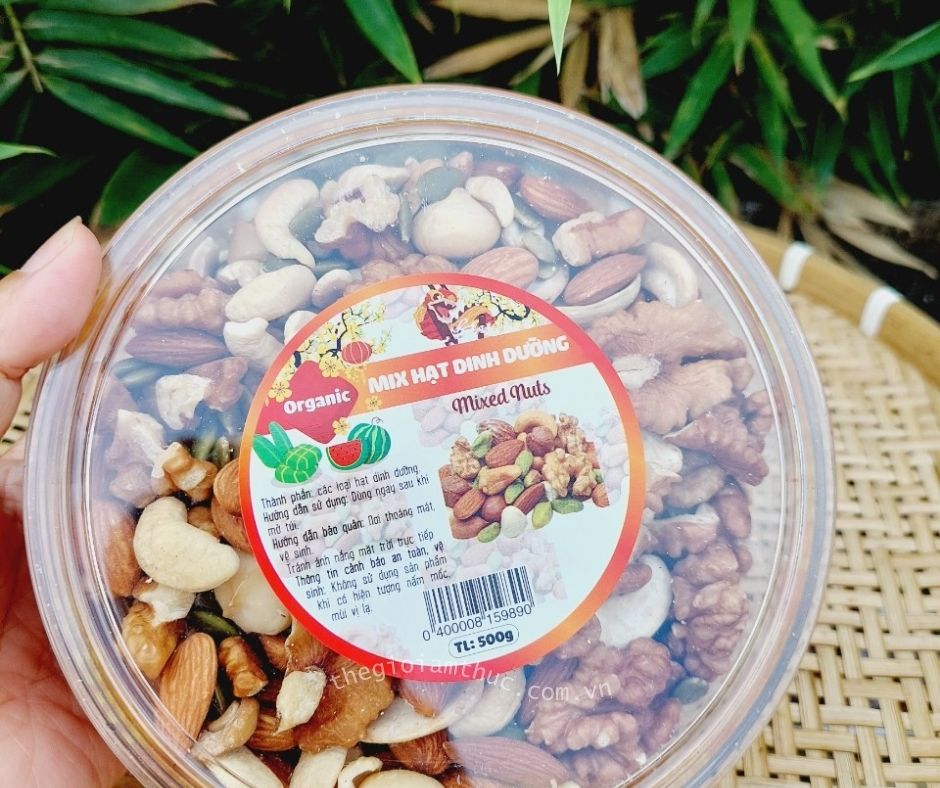 MIX HẠT DINH DƯỠNG
Organic
Mixed Nuts
Thành phần: các loại hạt dinh dưỡng
Hướng dẫn sử dụng: Dùng ngay sau khi
mở túi.
Hướng dẫn bảo quản: Nơi thoáng mát,
vệ sinh.
Tránh ánh nắng mặt trời trực tiếp
Thông tin cảnh báo an toàn, vệ
sinh: Không sử dụng sản phẩm
khi có hiện tượng nấm mốc
mùi vị lạ.
0 400008 159890
TL: 500g
thegioiamthuc.com.vn